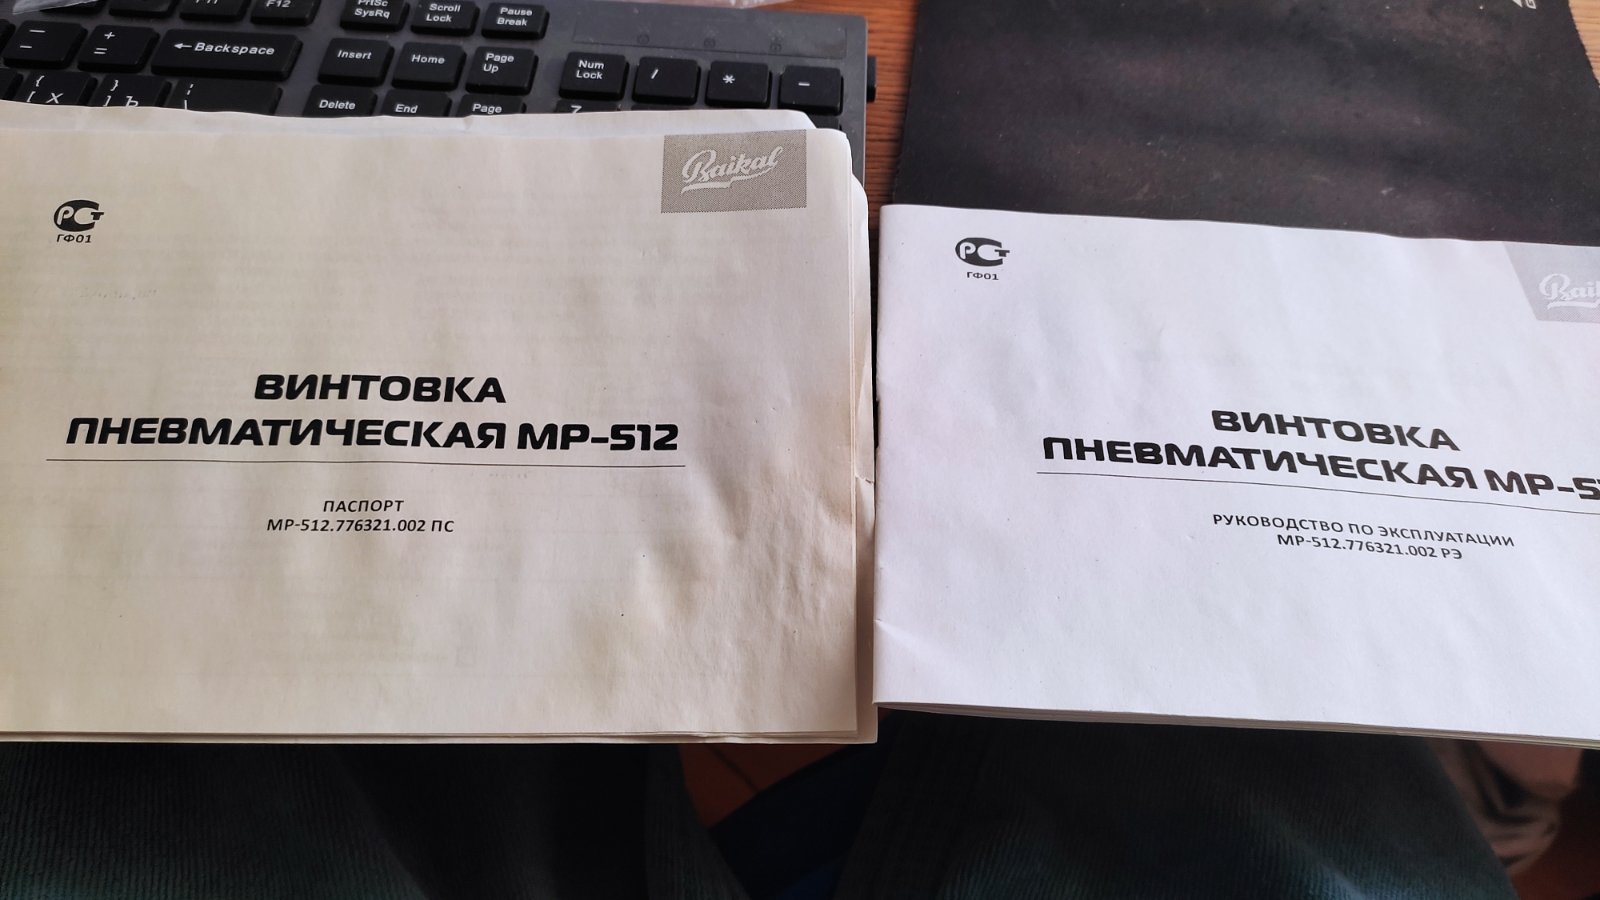 F12
PrtSc
SysRq
Scroll
Lock
Pause
Break
Backspace
Insert
Home
Page
Up
Num
Lock
/
*
-
+
=
{
[ Х
}
] Ъ
Delete
End
Page
Baikal
РСТ
ГФ01
ВИНТОВКА
ПНЕВМАТИЧЕСКАЯ МР-512
ПАСПОРТ
МР-512.776321.002 ПС
РСТ
ГФ01
ВИНТОВКА
ПНЕВМАТИЧЕСКАЯ МР-5
РУКОВОДСТВО ПО ЭКСПЛУАТАЦИИ
МР-512.776321.002 РЭ